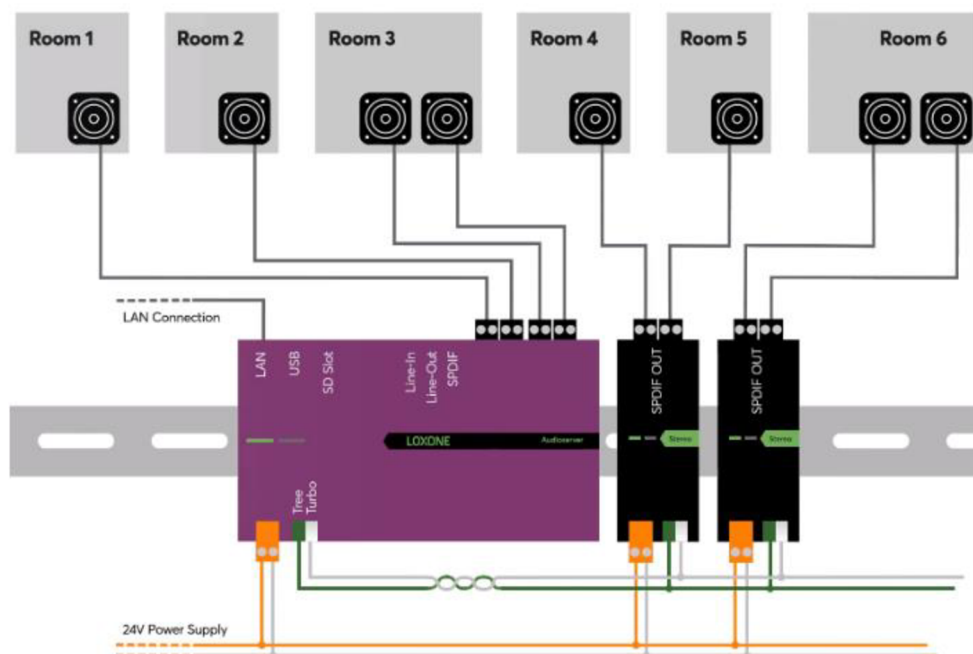 Room 1
Room 2
Room 3
Room 4
Room 5
Room 6
LAN Connection
LAN
USB
SD Slot
Line-In
Line-Out
SPDIF
SPDIF OUT
SPDIF OUT
LOXONE
Audioserver
Stereo
Stereo
Tree
Turbo
24V Power Supply